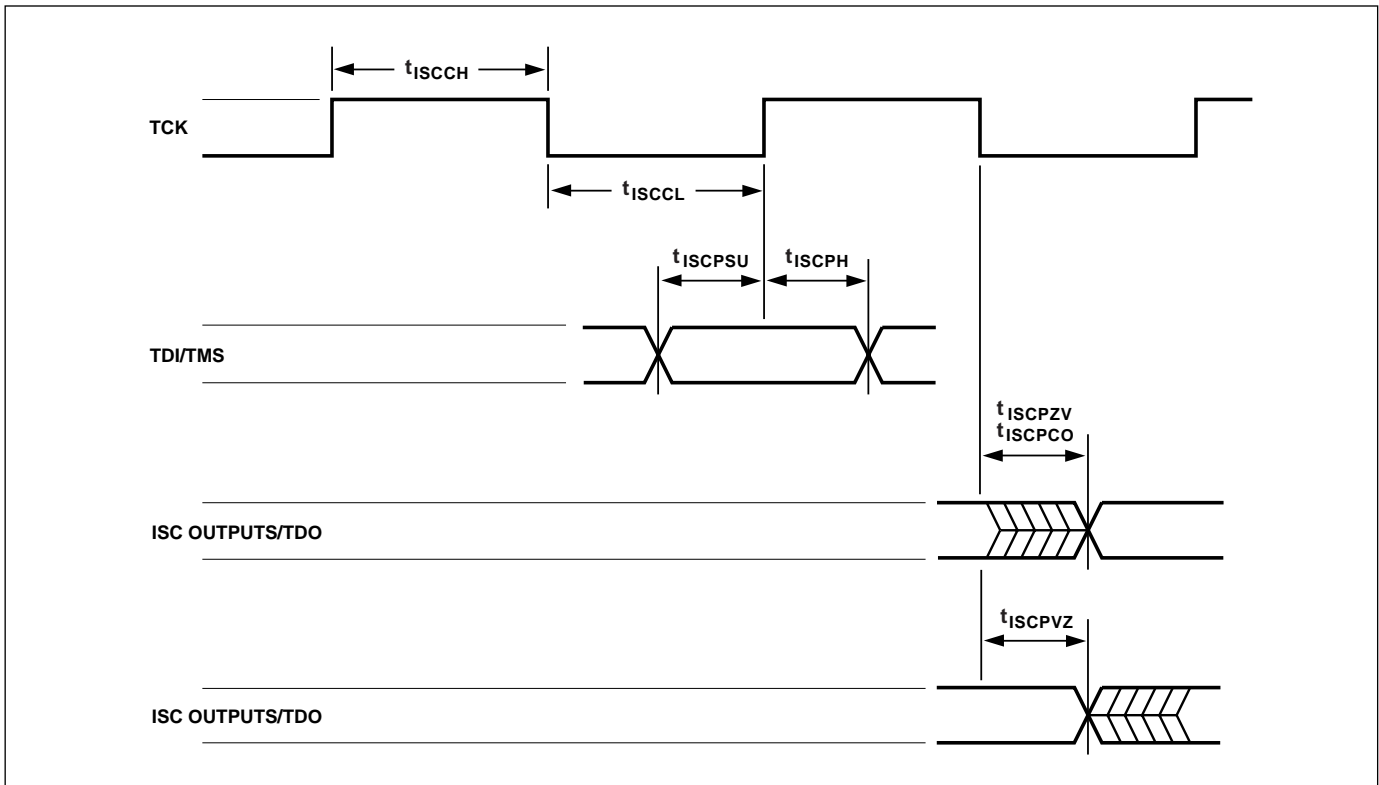 tISCCH
TCK
tISCCL
tISCPSU
tISCPH
TDI/TMS
tISCPZV
tISCPCO
ISC OUTPUTS/TDO
tISCPVZ
ISC OUTPUTS/TDO